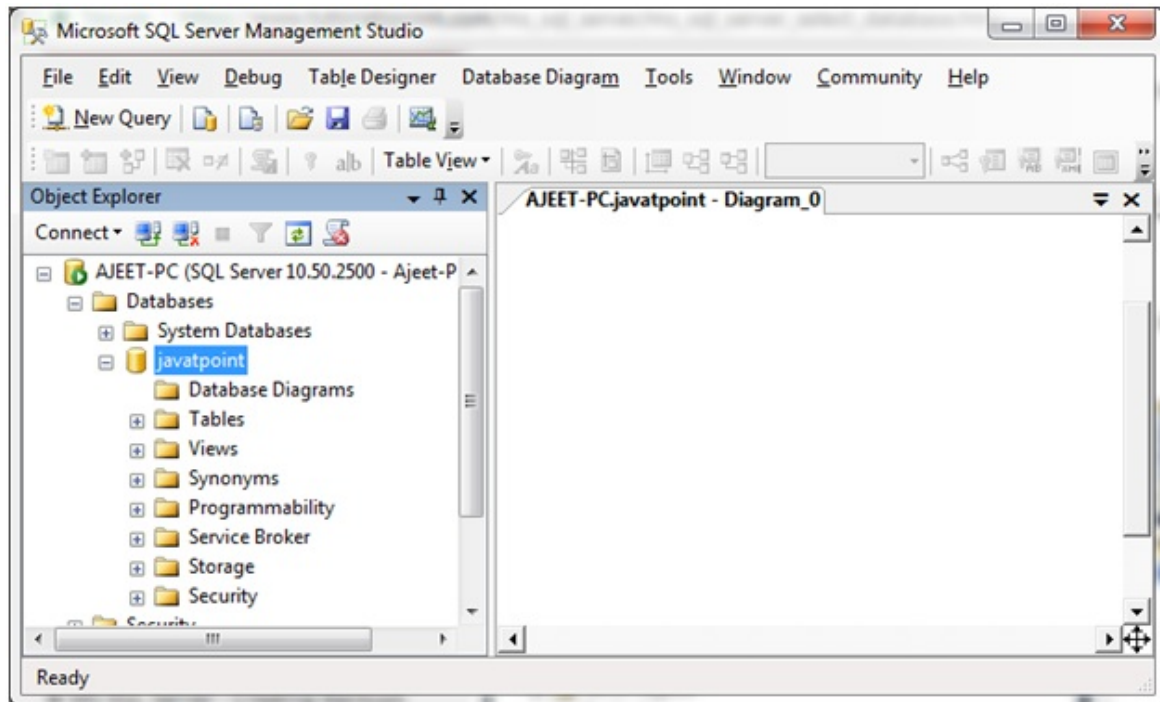 Microsoft SQL Server Management Studio
File Edit View Debug Table Designer Database Diagram Tools Window Community Help
New Query
alb Table View
Object Explorer
AJEET-PC.javatpoint - Diagram_0
Connect
AJEET-PC (SQL Server 10.50.2500 - Ajeet-P
Databases
System Databases
javatpoint
Database Diagrams
Tables
Views
Synonyms
Programmability
Service Broker
Storage
Security
Security
Ready